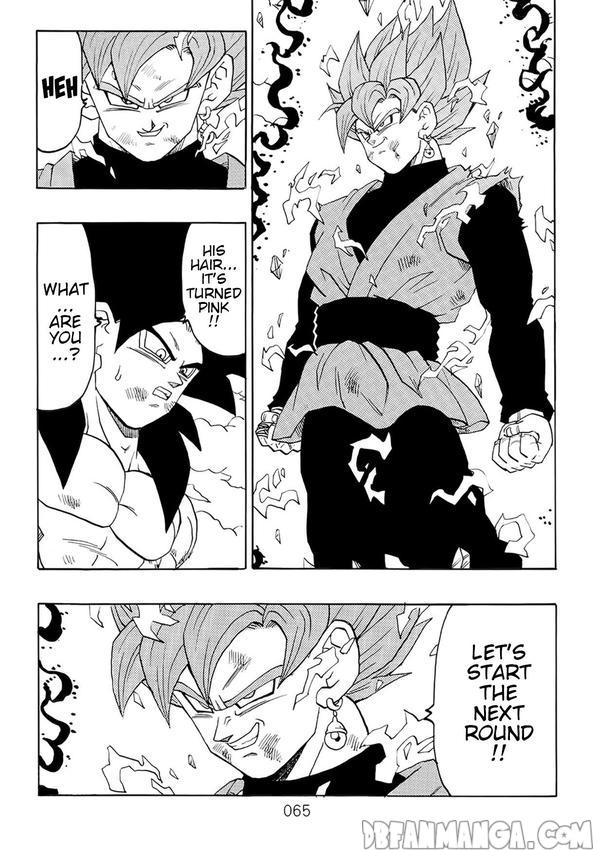 HEH
HIS
HAIR...
IT'S
TURNED
PINK
!!
WHAT
...
ARE
YOU
...?
LET'S
START
THE
NEXT
ROUND
!!
065
DBFANMANGA.COM